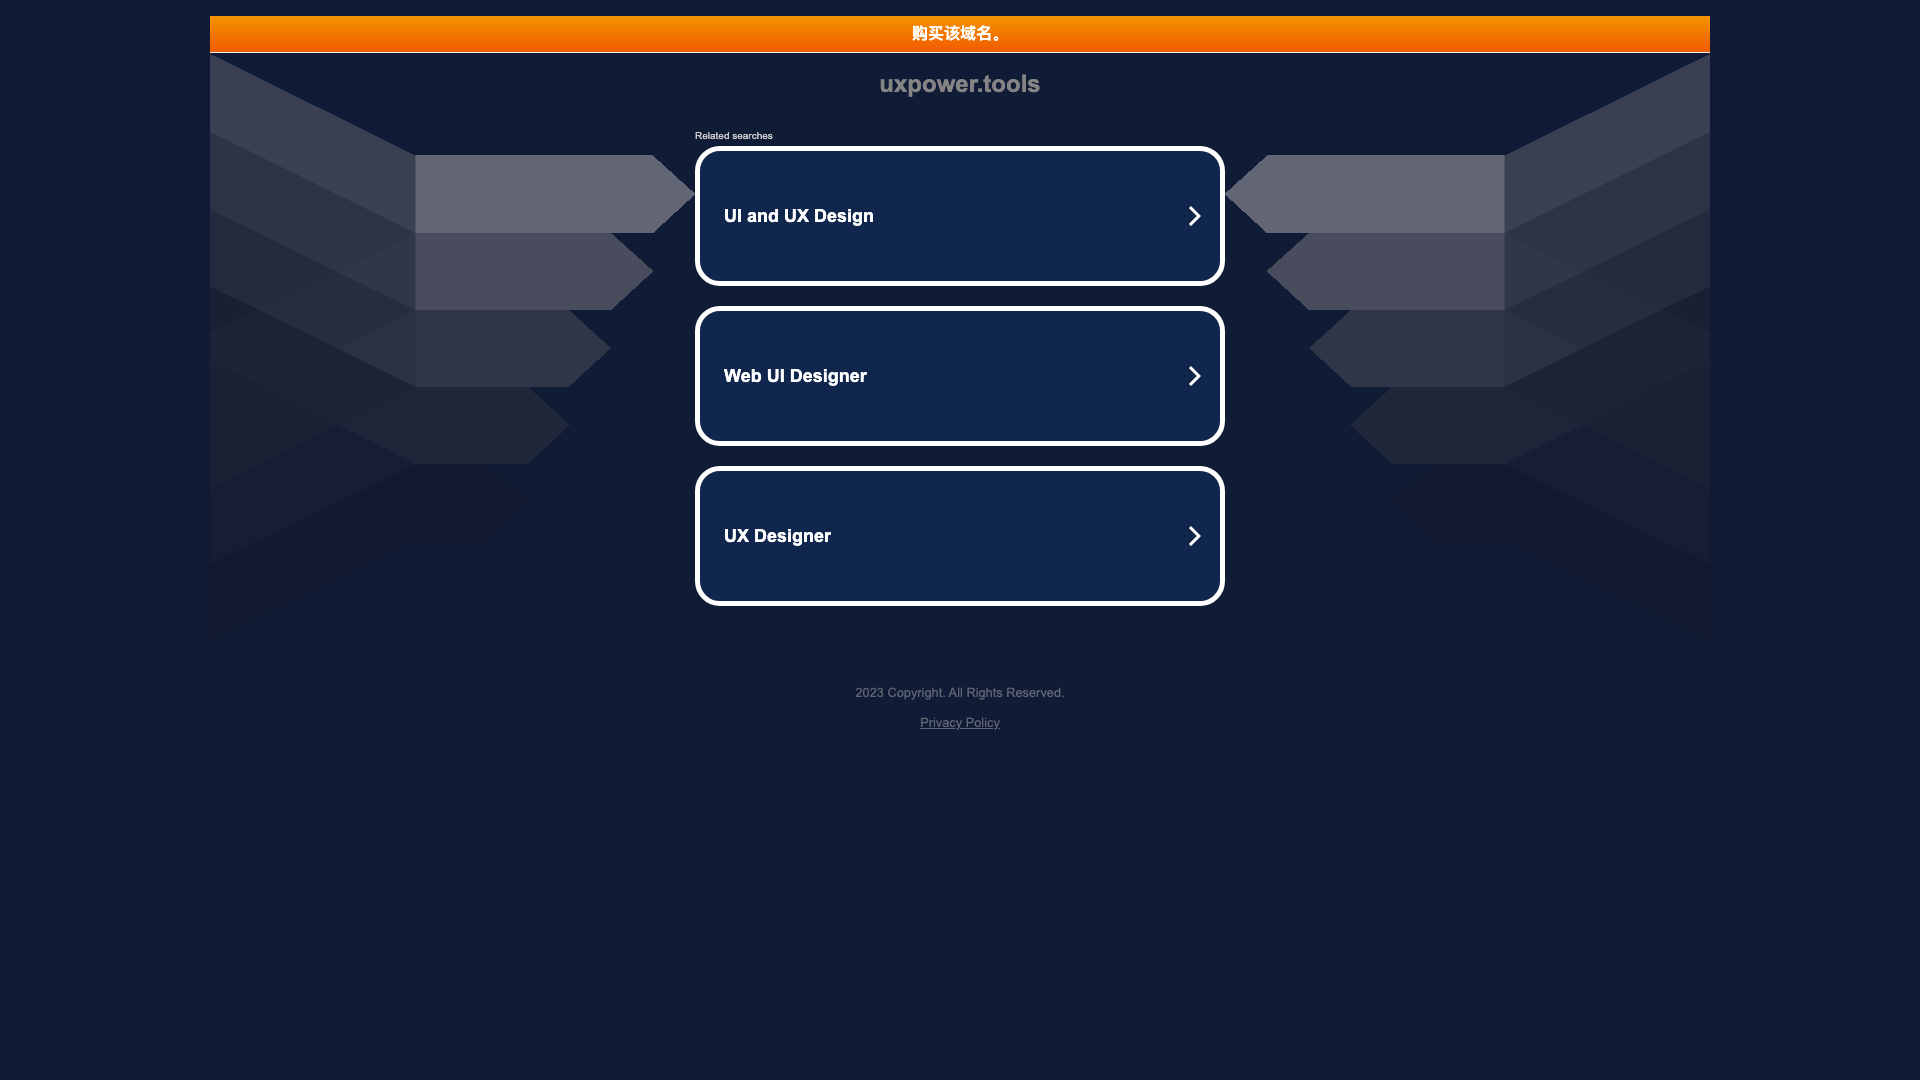 购买该域名。
uxpower.tools
Related searches
UI and UX Design
Web UI Designer
UX Designer
2023 Copyright. All Rights Reserved.
Privacy Policy